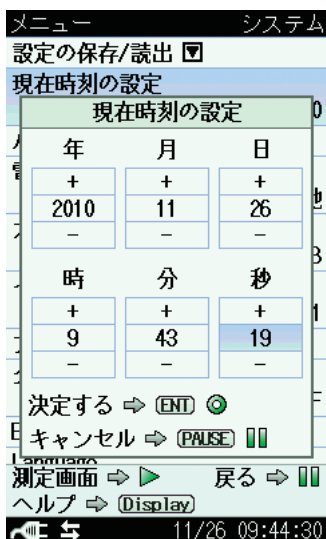 メニュー システム
設定の保存/読出 ▼
現在時刻の設定
現在時刻の設定
年 月 日
+ + +
2010 11 26
− − −
時 分 秒
+ + +
9 43 19
− − −
決定する ⇨ ENT
キャンセル ⇨ PAUSE
測定画面 ⇨ 戻る ⇨
ヘルプ ⇨ Display
11/26 09:44:30